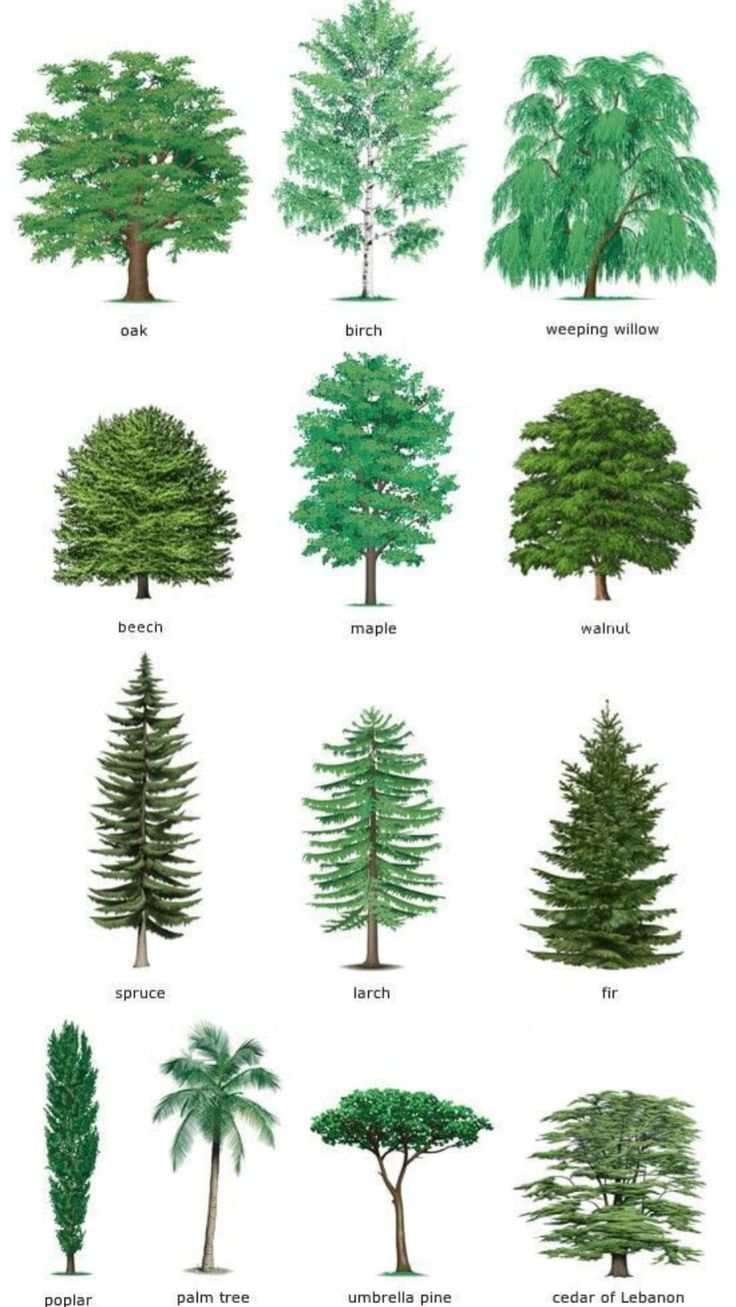 oak
birch
weeping willow
beech
maple
walnut
spruce
larch
fir
poplar
palm tree
umbrella pine
cedar of Lebanon